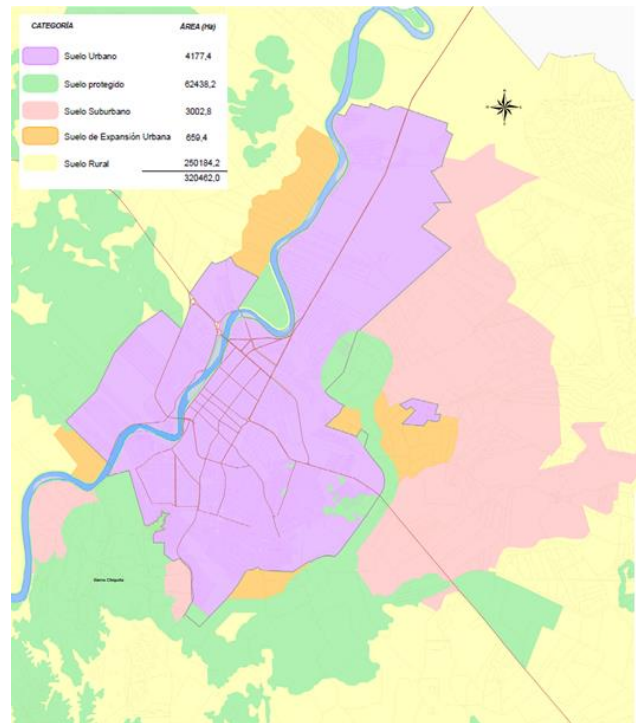 CATEGORÍA ÁREA (Ha)
Suelo Urbano 4177,4
Suelo protegido 62438,2
Suelo Suburbano 3002,8
Suelo de Expansión Urbana 659,4
Suelo Rural 250184,2
320462,0